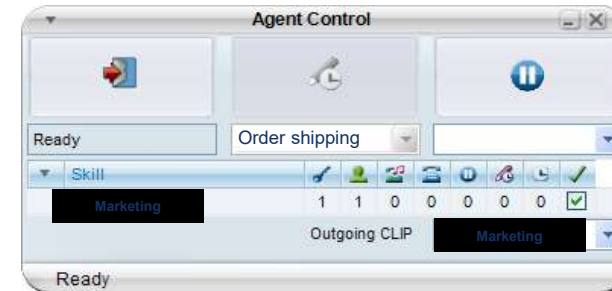 Agent Control
Ready Order shipping
Skill
Marketing 1 1 0 0 0 0 0
Outgoing CLIP Marketing
Ready